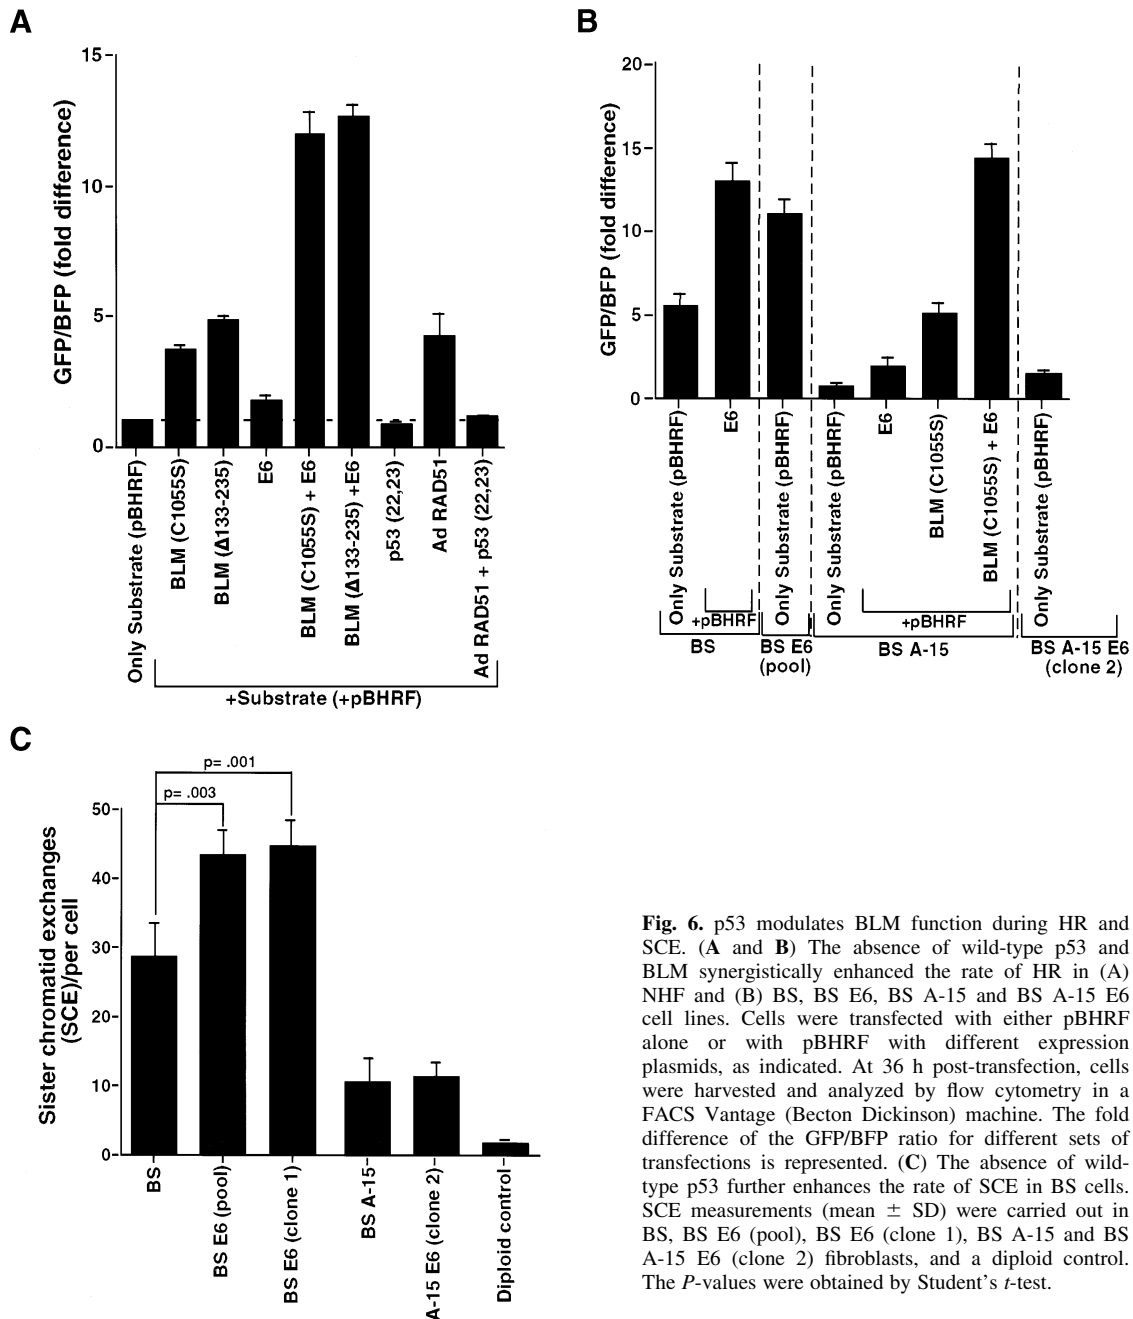 A
15
10
5
0
GFP/BFP (fold difference)
Only Substrate (pBHRF)
BLM (C1055S)
BLM (Δ133-235)
E6
BLM (C1055S) + E6
BLM (Δ133-235) +E6
p53 (22,23)
Ad RAD51
Ad RAD51 + p53 (22,23)
+Substrate (+pBHRF)
B
20
15
10
5
0
GFP/BFP (fold difference)
Only Substrate (pBHRF)
E6
Only Substrate (pBHRF)
Only Substrate (pBHRF)
E6
BLM (C1055S)
BLM (C1055S) + E6
Only Substrate (pBHRF)
+pBHRF
+pBHRF
BS
BS E6
(pool)
BS A-15
BS A-15 E6
(clone 2)
C
p= .001
p= .003
50
40
30
20
10
0
Sister chromatid exchanges
(SCE)/per cell
BS
BS E6 (pool)
BS E6 (clone 1)
BS A-15
A-15 E6 (clone 2)
Diploid control
Fig. 6. p53 modulates BLM function during HR and
SCE. (A and B) The absence of wild-type p53 and
BLM synergistically enhanced the rate of HR in (A)
NHF and (B) BS, BS E6, BS A-15 and BS A-15 E6
cell lines. Cells were transfected with either pBHRF
alone or with pBHRF with different expression
plasmids, as indicated. At 36 h post-transfection, cells
were harvested and analyzed by flow cytometry in a
FACS Vantage (Becton Dickinson) machine. The fold
difference of the GFP/BFP ratio for different sets of
transfections is represented. (C) The absence of wild-
type p53 further enhances the rate of SCE in BS cells.
SCE measurements (mean ± SD) were carried out in
BS, BS E6 (pool), BS E6 (clone 1), BS A-15 and BS
A-15 E6 (clone 2) fibroblasts, and a diploid control.
The P-values were obtained by Student's t-test.